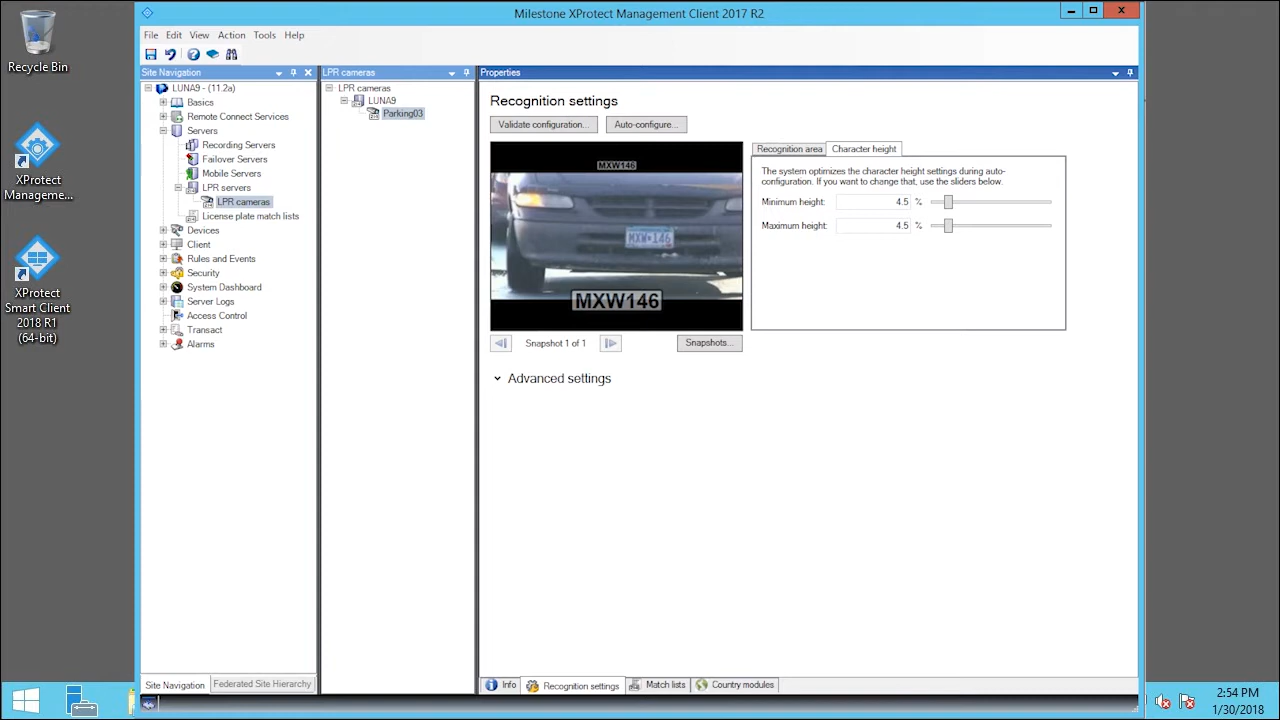 Milestone XProtect Management Client 2017 R2
Recycle Bin
XProtect
Manageme...
XProtect
Smart Client
2018 R1
(64-bit)
File Edit View Action Tools Help
Site Navigation
LUNA9 - (11.2a)
Basics
Remote Connect Services
Servers
Recording Servers
Failover Servers
Mobile Servers
LPR servers
LPR cameras
License plate match lists
Devices
Client
Rules and Events
Security
System Dashboard
Server Logs
Access Control
Transact
Alarms
Site Navigation Federated Site Hierarchy
LPR cameras
LPR cameras
LUNA9
Parking03
Properties
Recognition settings
Validate configuration... Auto-configure...
MXW146
MXW146
MXW146
Snapshot 1 of 1 Snapshots...
Recognition area Character height
The system optimizes the character height settings during auto-
configuration. If you want to change that, use the sliders below.
Minimum height: 4.5 %
Maximum height: 4.5 %
Advanced settings
Info Recognition settings Match lists Country modules
2:54 PM
1/30/2018